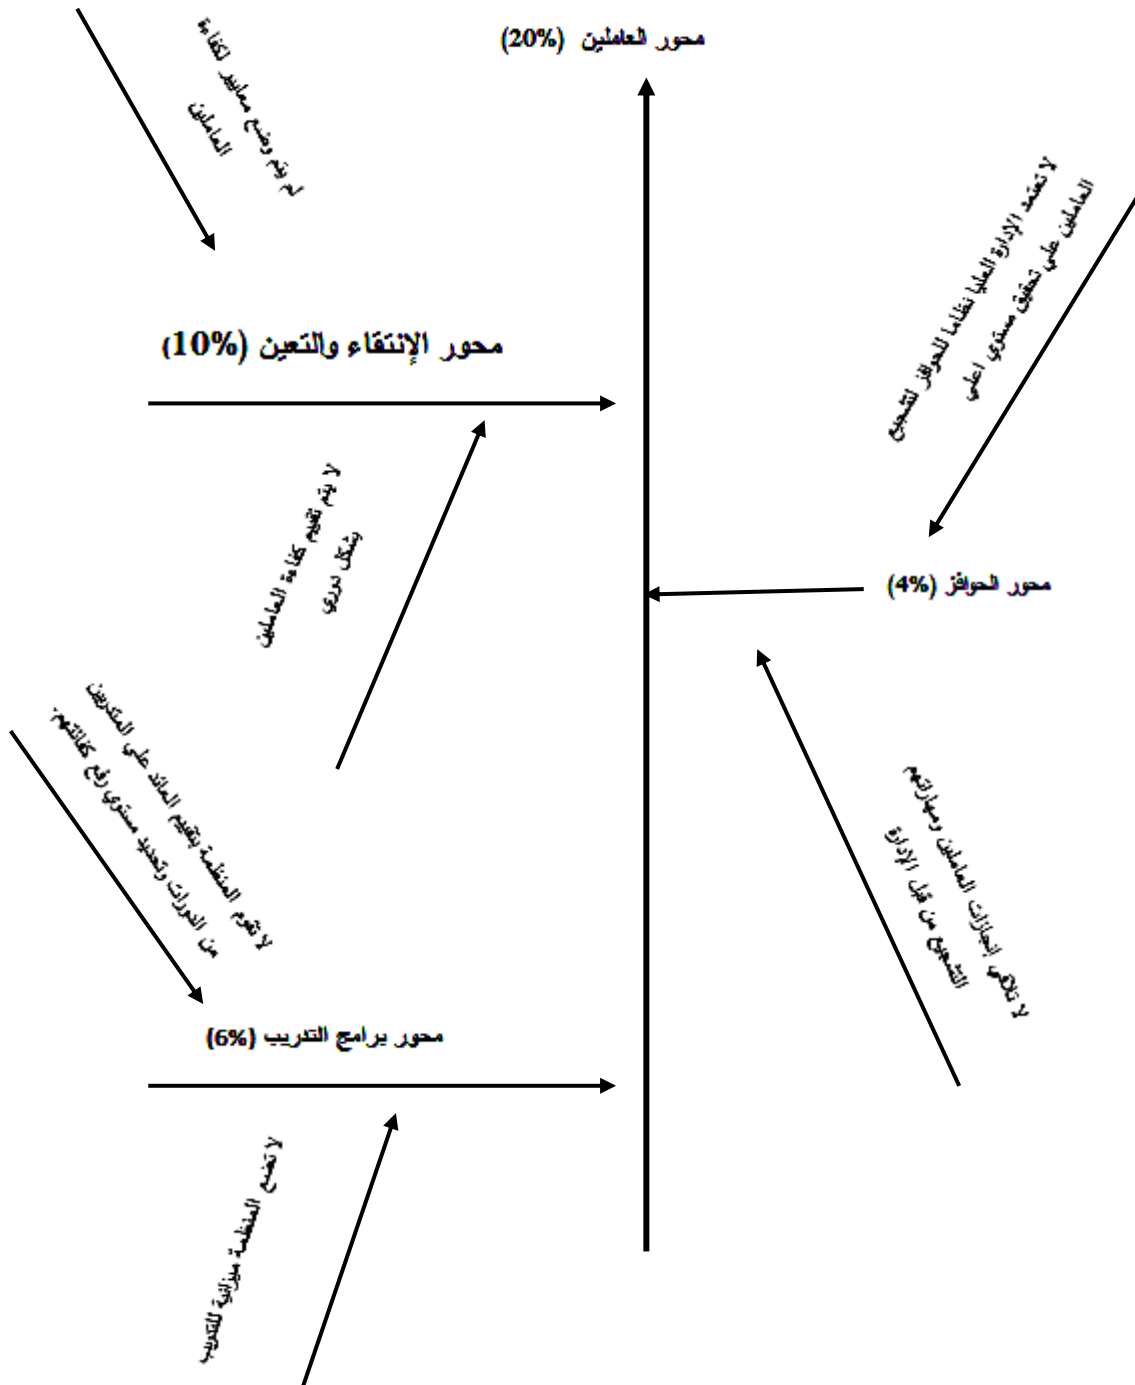 محور العاملين (20%)
لم يتم وضع معايير لكفاءة
العاملين
لا تعتمد الإدارة العليا نظاما للحوافز لتشجيع
العاملين علي تحقيق مستوي اعلي
محور الإنتقاء والتعين (10%)
لا يتم تقييم كفاءة العاملين
بشكل دوري
محور الحوافز (4%)
لا تقوم المنظمة بتقييم العائد علي المتدربين
من الدورات وتحديد مستوي رفع كفائتهم.
لا تلاقي إنجازات العاملين ومهاراتهم
التشجيع من قبل الإدارة
محور برامج التدريب (6%)
لا تضع المنظمة ميزانية للتدريب